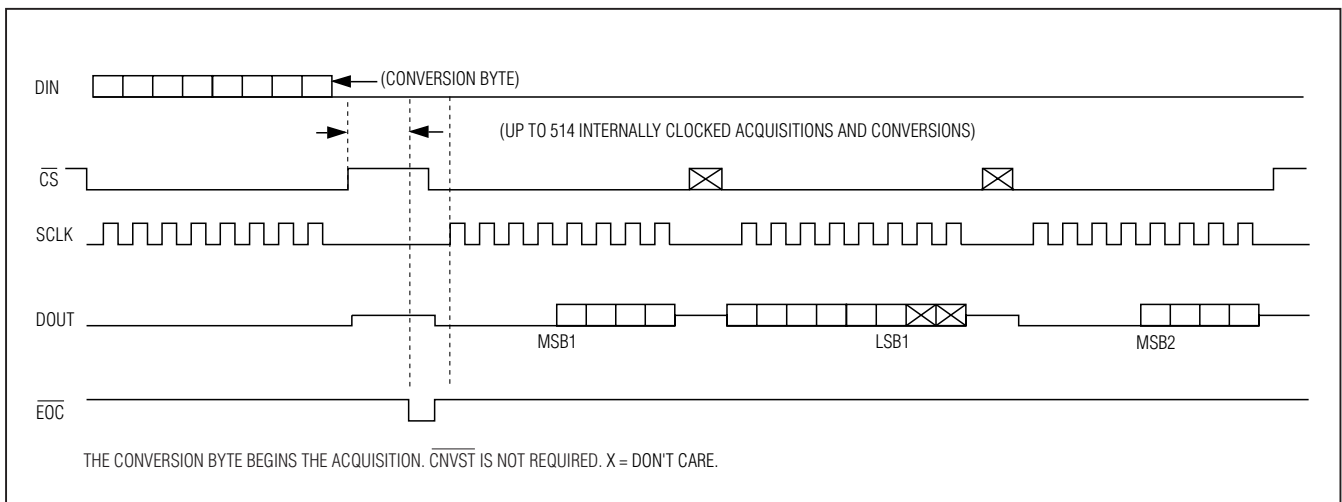 DIN
(CONVERSION BYTE)
(UP TO 514 INTERNALLY CLOCKED ACQUISITIONS AND CONVERSIONS)
CS
SCLK
DOUT
MSB1
LSB1
MSB2
EOC
THE CONVERSION BYTE BEGINS THE ACQUISITION. CNVST IS NOT REQUIRED. X = DON'T CARE.